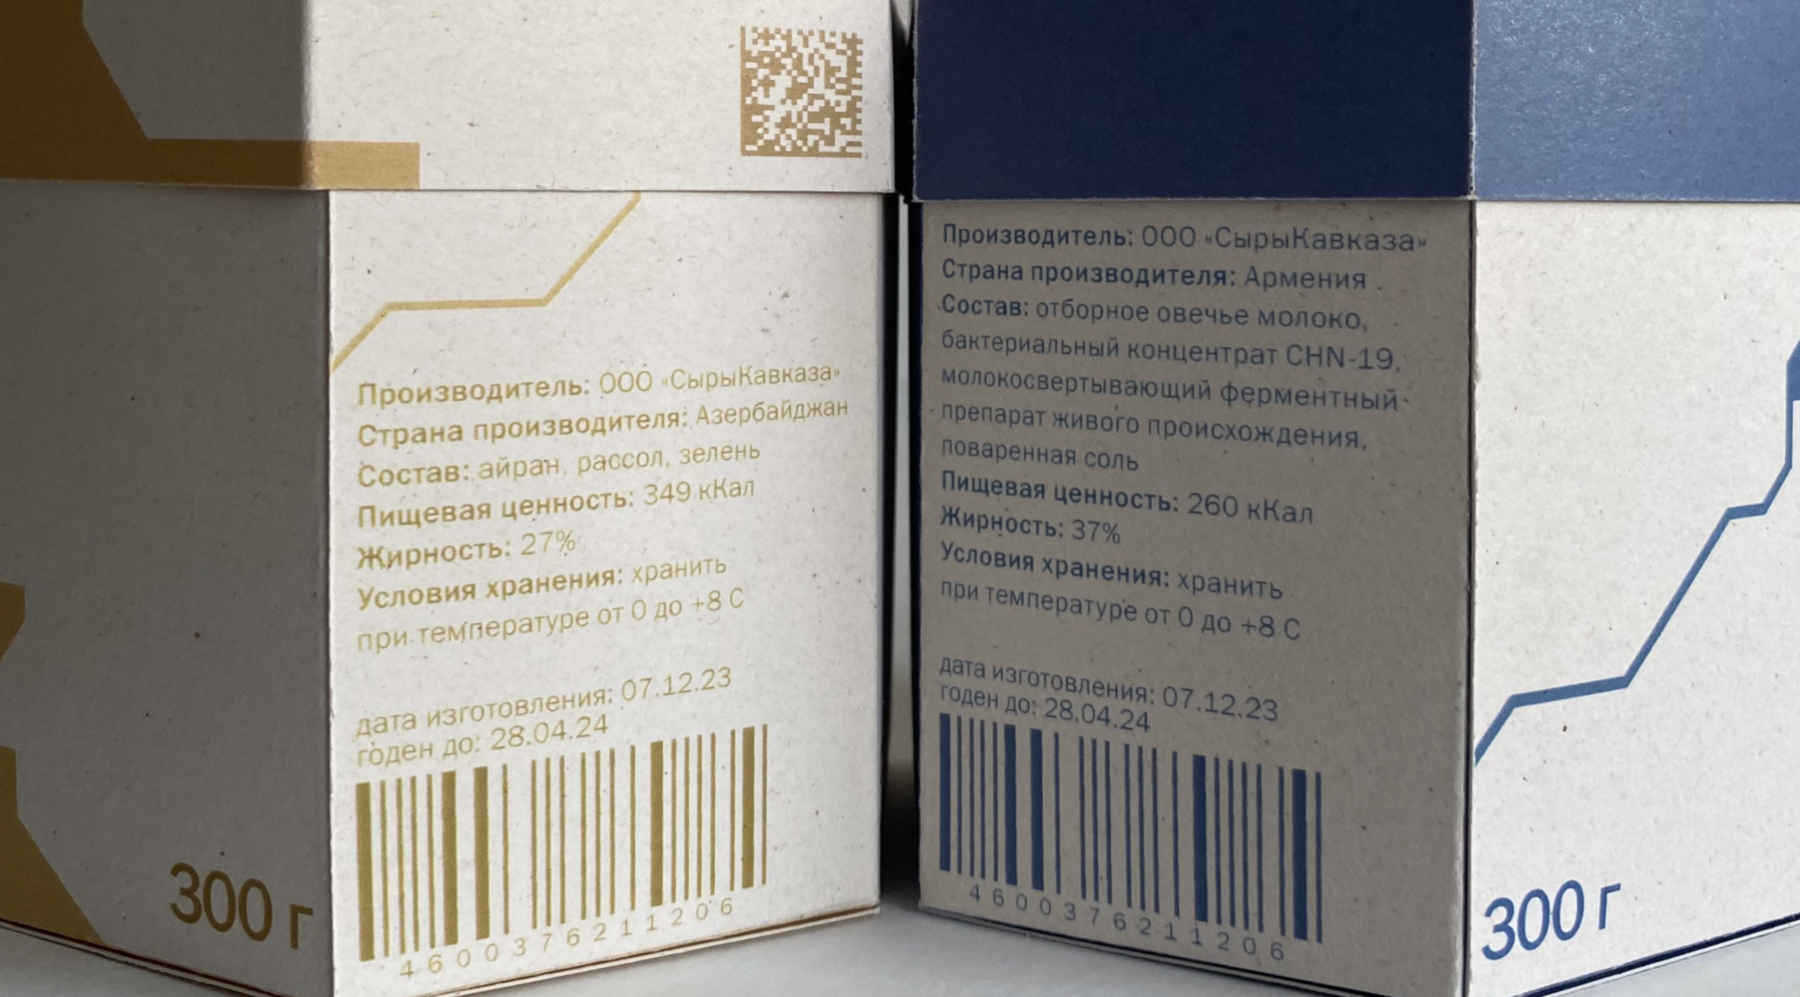 Производитель: ООО «СырыКавказа»
Страна производителя: Азербайджан
Состав: айран, рассол, зелень
Пищевая ценность: 349 кКал
Жирность: 27%
Условия хранения: хранить
при температуре от 0 до +8 С
дата изготовления: 07.12.23
годен до: 28.04.24
4600376211206
300 г
Производитель: ООО «СырыКавказа»
Страна производителя: Армения
Состав: отборное овечье молоко,
бактериальный концентрат CHN-19,
молокосвертывающий ферментный
препарат живого происхождения,
поваренная соль
Пищевая ценность: 260 кКал
Жирность: 37%
Условия хранения: хранить
при температуре от 0 до +8 С
дата изготовления: 07.12.23
годен до: 28.04.24
4600376211206
300 г